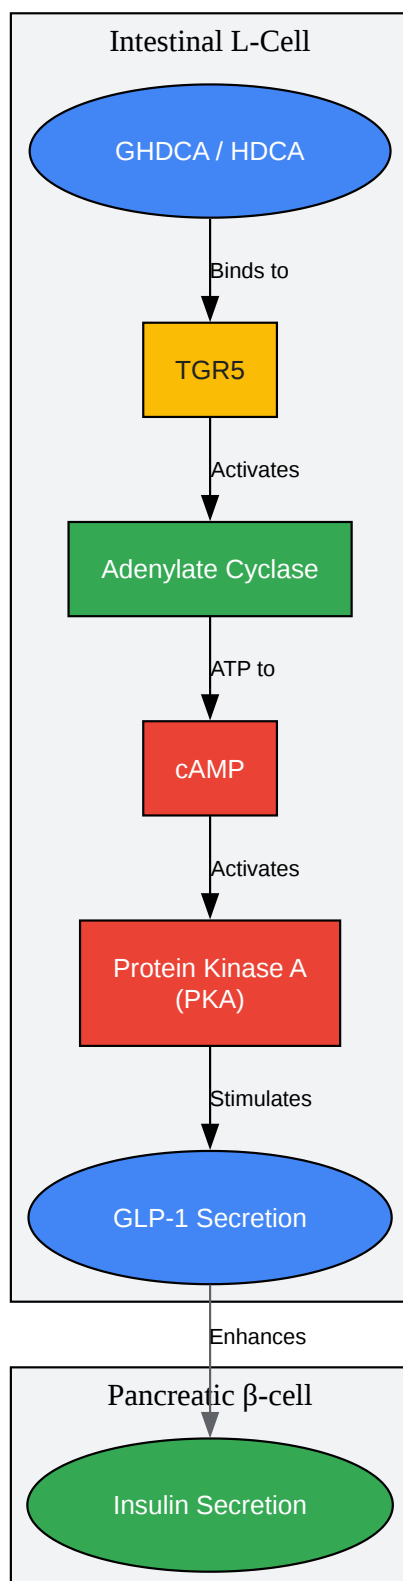 Intestinal L-Cell
GHDCA / HDCA
Binds to
TGR5
Activates
Adenylate Cyclase
ATP to
cAMP
Activates
Protein Kinase A
(PKA)
Stimulates
GLP-1 Secretion
Enhances
Pancreatic β-cell
Insulin Secretion